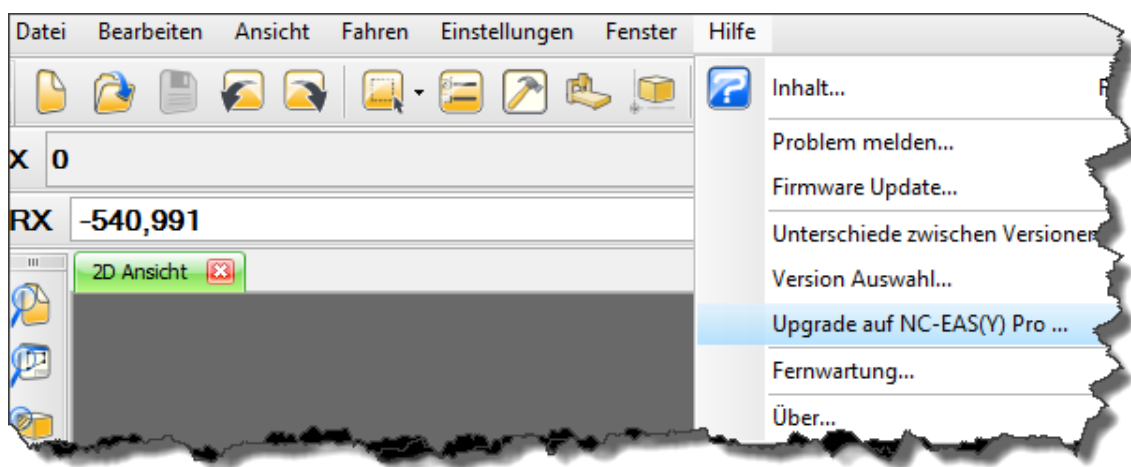 Datei Bearbeiten Ansicht Fahren Einstellungen Fenster Hilfe
Inhalt...
Problem melden...
X 0
Firmware Update...
RX -540,991
Unterschiede zwischen Versionen
2D Ansicht
Version Auswahl...
Upgrade auf NC-EAS(Y) Pro ...
Fernwartung...
Über...